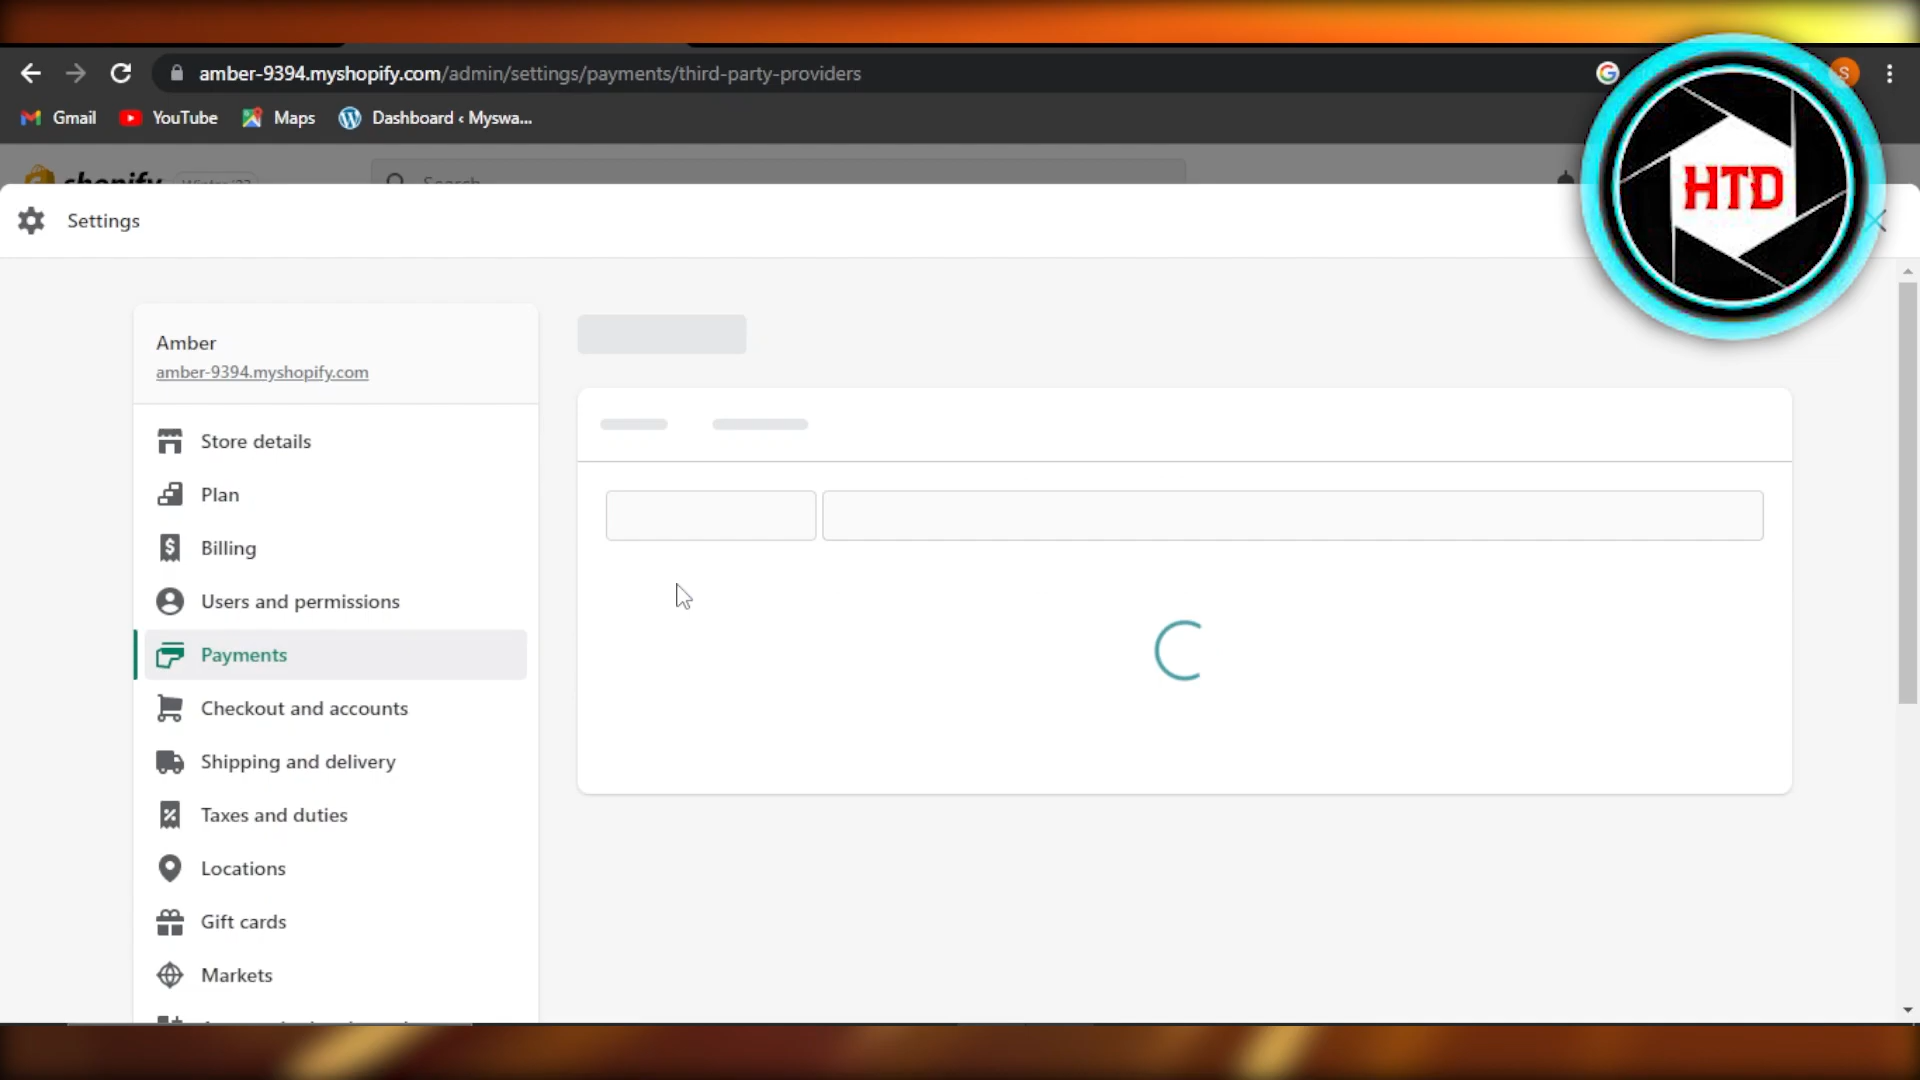 amber-9394.myshopify.com/admin/settings/payments/third-party-providers
S
Gmail
YouTube
Maps
Dashboard ‹ Myswa...
shopify
Search
HTD
Settings
Amber
amber-9394.myshopify.com
Store details
Plan
Billing
Users and permissions
Payments
Checkout and accounts
Shipping and delivery
Taxes and duties
Locations
Gift cards
Markets